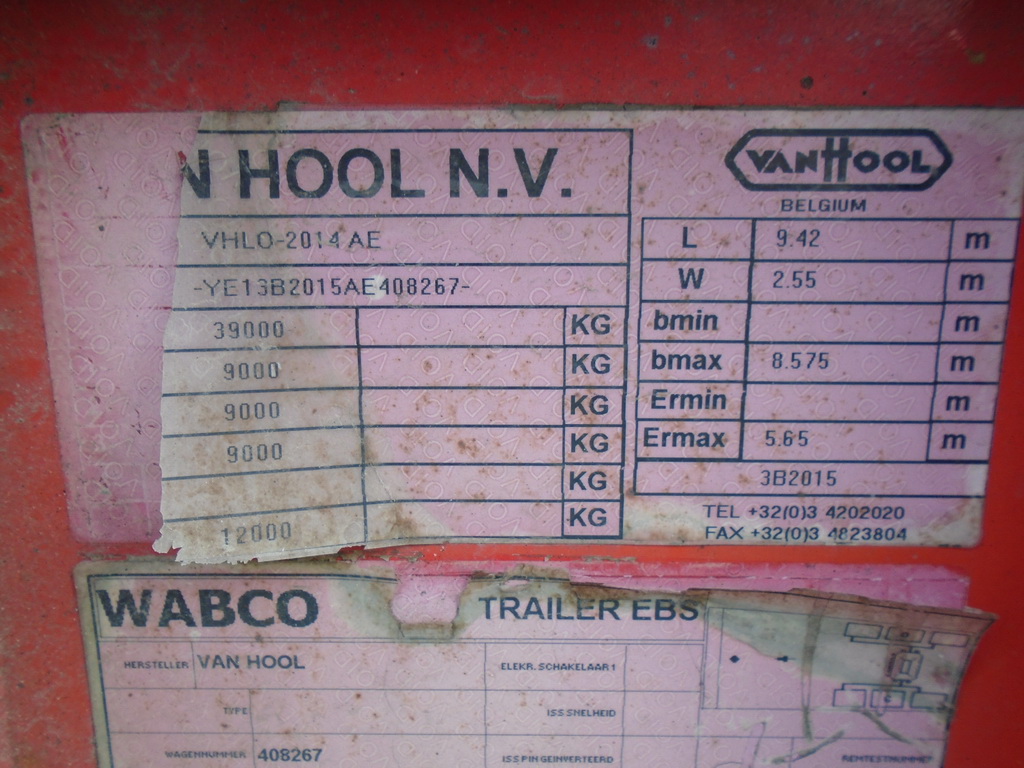 N HOOL N.V.
VHLO-2014 AE
-YE13B2015AE408267-
39000 KG
9000 KG
9000 KG
9000 KG
KG
12000 KG
VAN HOOL
BELGIUM
L 9.42 m
W 2.55 m
bmin m
bmax 8.575 m
Ermin m
Ermax 5.65 m
3B2015
TEL +32(0)3 4202020
FAX +32(0)3 4823804
WABCO TRAILER EBS
HERSTELLER VAN HOOL ELEKR. SCHAKELAAR 1
TYPE ISS SNELHEID
WAGENNUMMER 408267 ISS PIN GEINVERTEERD
REMTESTNUMMER